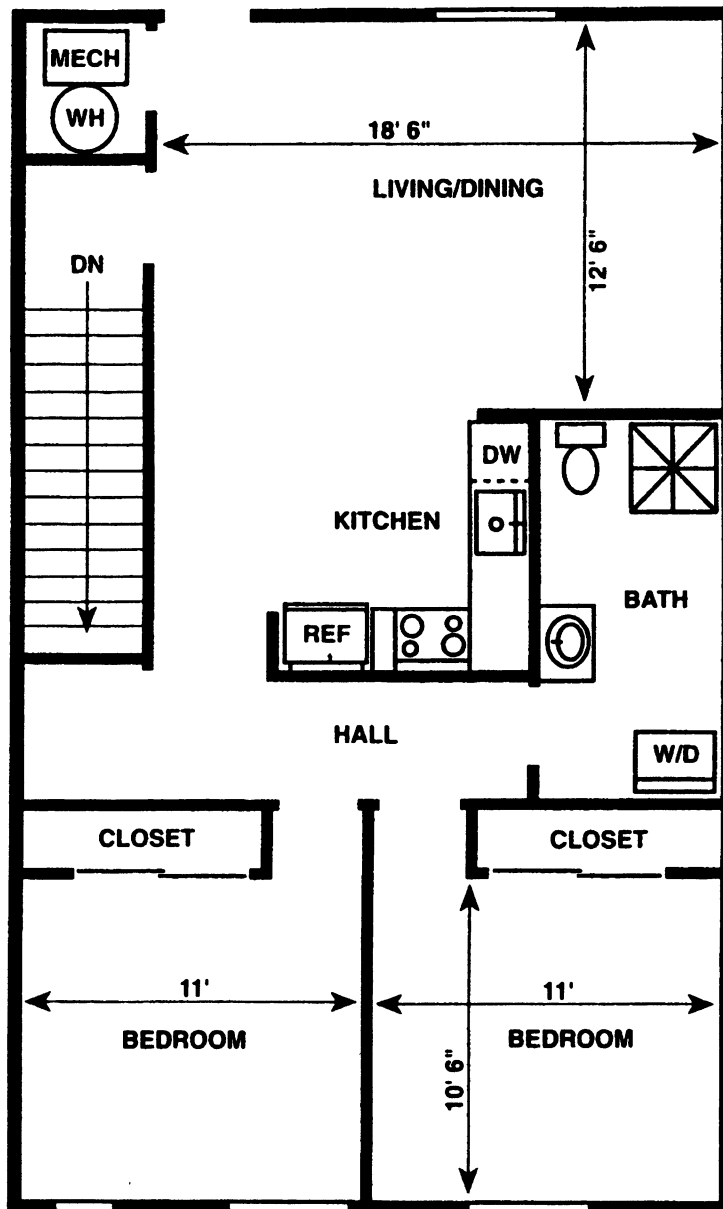 MECH
WH
18' 6"
LIVING/DINING
12' 6"
DN
DW
KITCHEN
BATH
REF
HALL
W/D
CLOSET
CLOSET
11'
11'
BEDROOM
BEDROOM
10' 6"